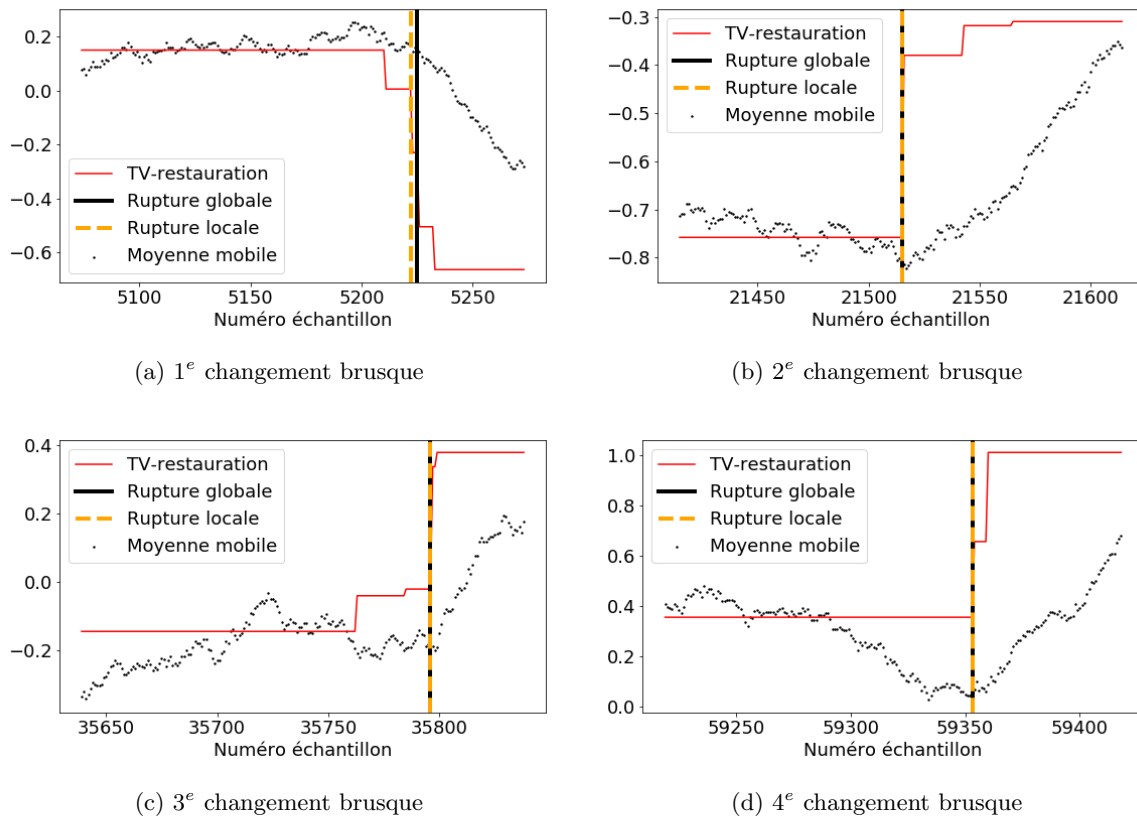 0.2
0.0
−0.2
−0.4
−0.6
TV-restauration
Rupture globale
Rupture locale
Moyenne mobile
5100 5150 5200 5250
Numéro échantillon
(a) 1e changement brusque
−0.3
−0.4
−0.5
−0.6
−0.7
−0.8
TV-restauration
Rupture globale
Rupture locale
Moyenne mobile
21450 21500 21550 21600
Numéro échantillon
(b) 2e changement brusque
0.4
0.2
0.0
−0.2
TV-restauration
Rupture globale
Rupture locale
Moyenne mobile
35650 35700 35750 35800
Numéro échantillon
(c) 3e changement brusque
1.0
0.8
0.6
0.4
0.2
0.0
TV-restauration
Rupture globale
Rupture locale
Moyenne mobile
59250 59300 59350 59400
Numéro échantillon
(d) 4e changement brusque